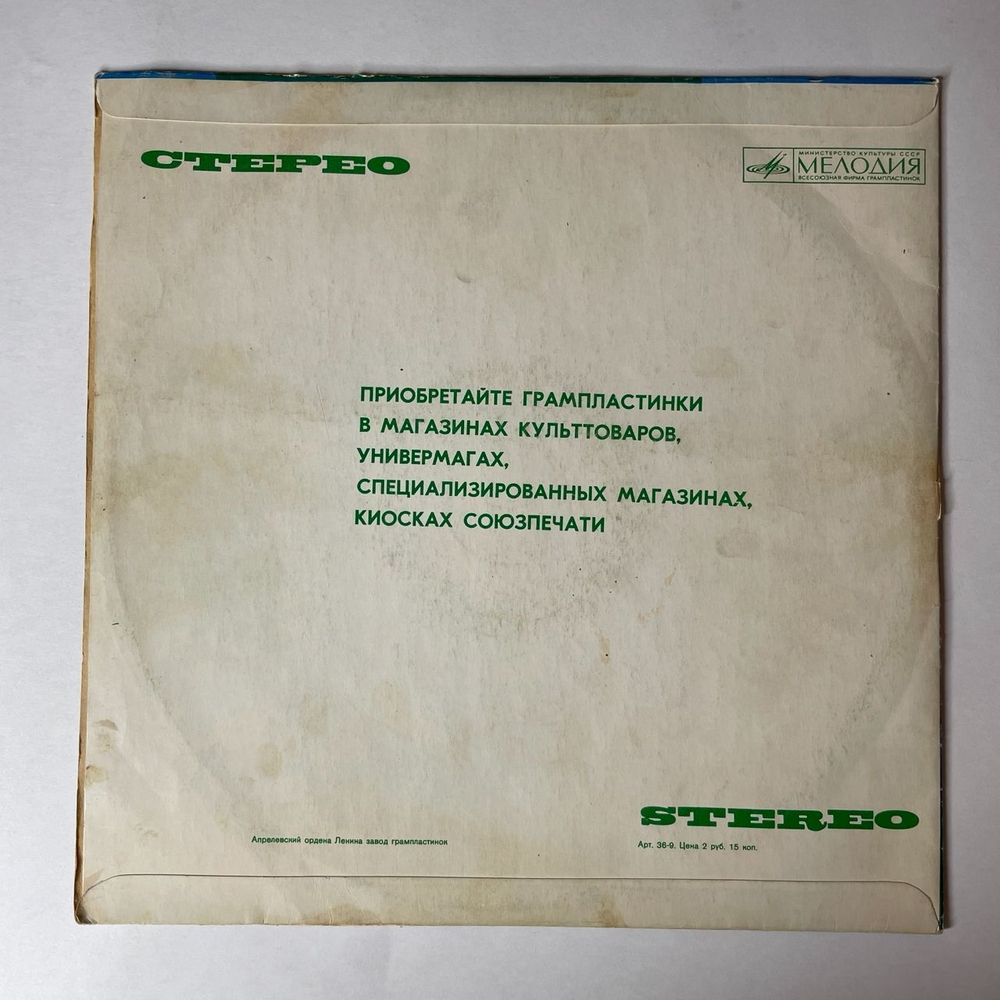 СТЕРЕО
МИНИСТЕРСТВО КУЛЬТУРЫ СССР
МЕЛОДИЯ
ВСЕСОЮЗНАЯ ФИРМА ГРАМПЛАСТИНОК
ПРИОБРЕТАЙТЕ ГРАМПЛАСТИНКИ
В МАГАЗИНАХ КУЛЬТТОВАРОВ,
УНИВЕРМАГАХ,
СПЕЦИАЛИЗИРОВАННЫХ МАГАЗИНАХ,
КИОСКАХ СОЮЗПЕЧАТИ
STEREO
Апрелевский ордена Ленина завод грампластинок
Арт. 36-9. Цена 2 руб. 15 коп.